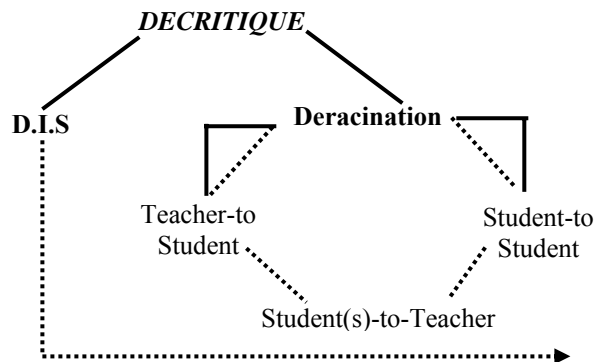 DECRITIQUE
D.I.S
Deracination
Teacher-to
Student
Student-to
Student
Student(s)-to-Teacher